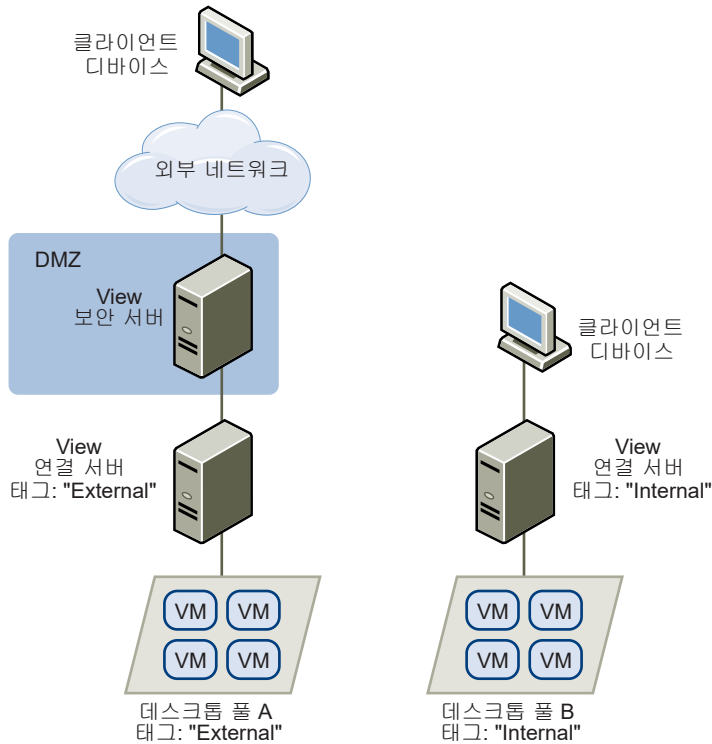 클라이언트
디바이스
외부 네트워크
DMZ
View
보안 서버
View
연결 서버
태그: "External"
VM VM
VM VM
데스크톱 풀 A
태그: "External"
클라이언트
디바이스
View
연결 서버
태그: "Internal"
VM VM
VM VM
데스크톱 풀 B
태그: "Internal"